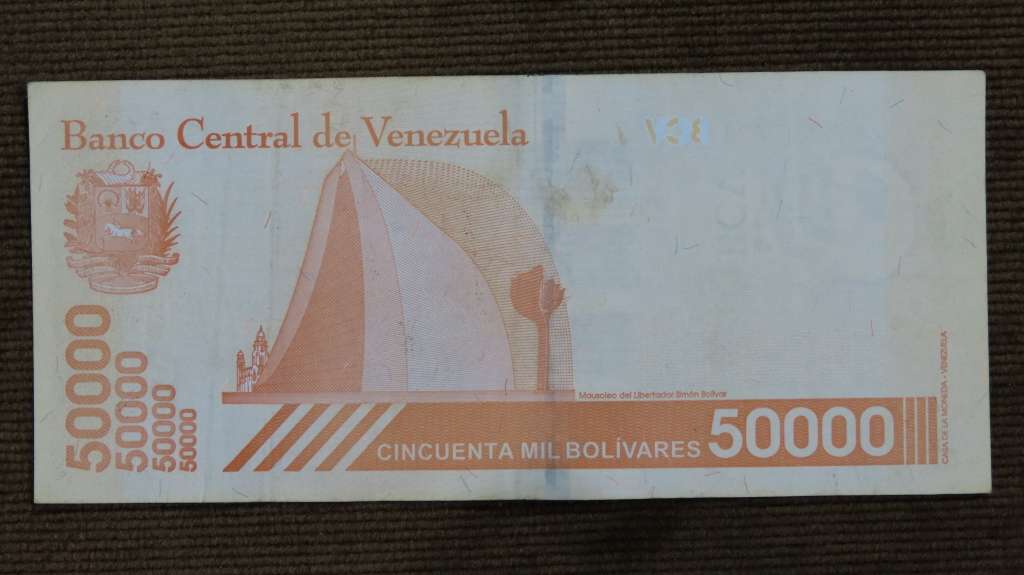 Banco Central de Venezuela
BCV
50000
50000
50000
50000
Mausoleo del Libertador Simón Bolívar
CINCUENTA MIL BOLÍVARES 50000
CASA DE LA MONEDA - VENEZUELA